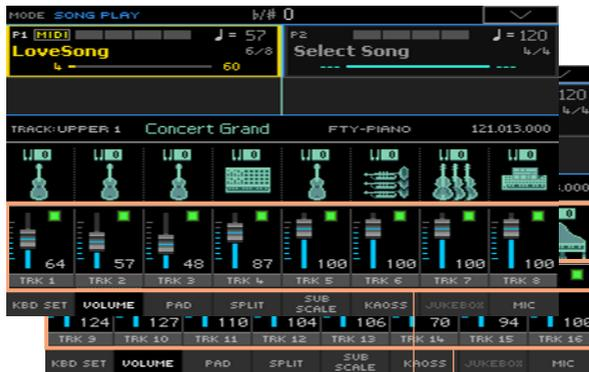 MODE SONG PLAY ♭/# 0
P1 MIDI ♩= 57 P2 ♩= 120
LoveSong 6/8 Select Song 4/4
4 60 --- ---
120
4/4
TRACK:UPPER 1 Concert Grand FTY-PIANO 121.013.000
.000
0 0 0 0 0 0 0 0 0
64 57 48 87 100 100 100 100
TRK 1 TRK 2 TRK 3 TRK 4 TRK 5 TRK 6 TRK 7 TRK 8
KBD SET VOLUME PAD SPLIT SUB SCALE KAOSS JUKEBOX MIC
124 127 110 104 106 70 94 100
TRK 9 TRK 10 TRK 11 TRK 12 TRK 13 TRK 14 TRK 15 TRK 16
KBD SET VOLUME PAD SPLIT SUB SCALE KAOSS JUKEBOX MIC